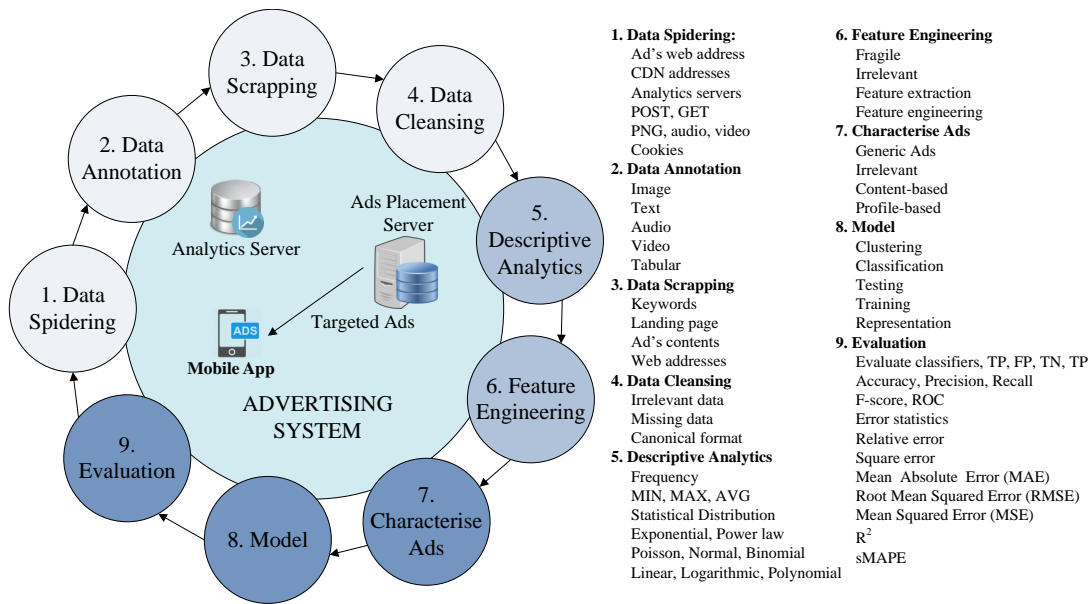 1. Data
Spidering
2. Data
Annotation
3. Data
Scrapping
4. Data
Cleansing
5.
Descriptive
Analytics
6. Feature
Engineering
7.
Characterise
Ads
8. Model
9.
Evaluation
Analytics Server
Ads Placement
Server
Targeted Ads
ADS
Mobile App
ADVERTISING
SYSTEM
1. Data Spidering:
Ad's web address
CDN addresses
Analytics servers
POST, GET
PNG, audio, video
Cookies
2. Data Annotation
Image
Text
Audio
Video
Tabular
3. Data Scrapping
Keywords
Landing page
Ad's contents
Web addresses
4. Data Cleansing
Irrelevant data
Missing data
Canonical format
5. Descriptive Analytics
Frequency
MIN, MAX, AVG
Statistical Distribution
Exponential, Power law
Poisson, Normal, Binomial
Linear, Logarithmic, Polynomial
6. Feature Engineering
Fragile
Irrelevant
Feature extraction
Feature engineering
7. Characterise Ads
Generic Ads
Irrelevant
Content-based
Profile-based
8. Model
Clustering
Classification
Testing
Training
Representation
9. Evaluation
Evaluate classifiers, TP, FP, TN, TP
Accuracy, Precision, Recall
F-score, ROC
Error statistics
Relative error
Square error
Mean Absolute Error (MAE)
Root Mean Squared Error (RMSE)
Mean Squared Error (MSE)
R²
sMAPE